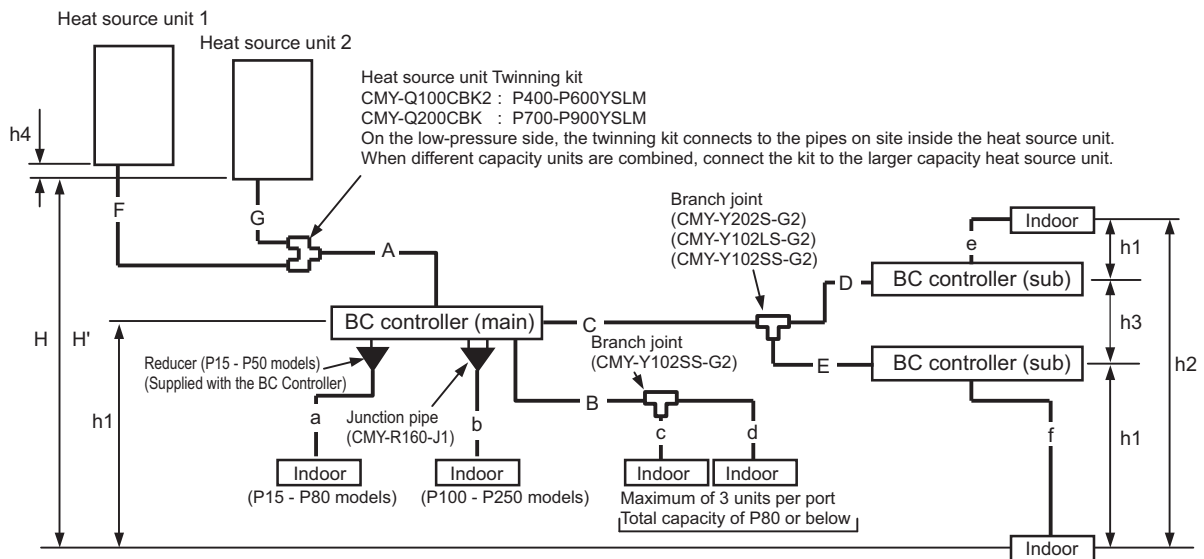 Heat source unit 1
Heat source unit 2
Heat source unit Twinning kit
CMY-Q100CBK2 : P400-P600YSLM
CMY-Q200CBK : P700-P900YSLM
On the low-pressure side, the twinning kit connects to the pipes on site inside the heat source unit.
When different capacity units are combined, connect the kit to the larger capacity heat source unit.
h4
F
G
A
H
H'
h1
BC controller (main)
Reducer (P15 - P50 models)
(Supplied with the BC Controller)
a
Junction pipe
(CMY-R160-J1)
b
Indoor
(P15 - P80 models)
Indoor
(P100 - P250 models)
B
C
Branch joint
(CMY-Y102SS-G2)
c
d
Indoor
Indoor
Maximum of 3 units per port
Total capacity of P80 or below
Branch joint
(CMY-Y202S-G2)
(CMY-Y102LS-G2)
(CMY-Y102SS-G2)
D
E
e
Indoor
h1
BC controller (sub)
h3
BC controller (sub)
h2
f
h1
Indoor